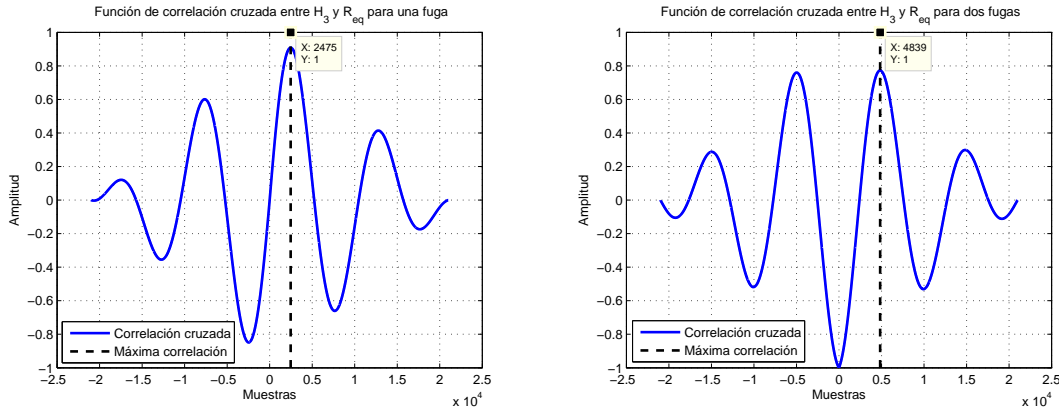 Función de correlación cruzada entre H3 y Req para una fuga
1
0.8
0.6
0.4
0.2
0
−0.2
−0.4
−0.6
−0.8
−1
Amplitud
X: 2475
Y: 1
Correlación cruzada
Máxima correlación
−2.5 −2 −1.5 −1 −0.5 0 0.5 1 1.5 2 2.5
Muestras
x 10^4
Función de correlación cruzada entre H3 y Req para dos fugas
1
0.8
0.6
0.4
0.2
0
−0.2
−0.4
−0.6
−0.8
−1
Amplitud
X: 4839
Y: 1
Correlación cruzada
Máxima correlación
−2.5 −2 −1.5 −1 −0.5 0 0.5 1 1.5 2 2.5
Muestras
x 10^4